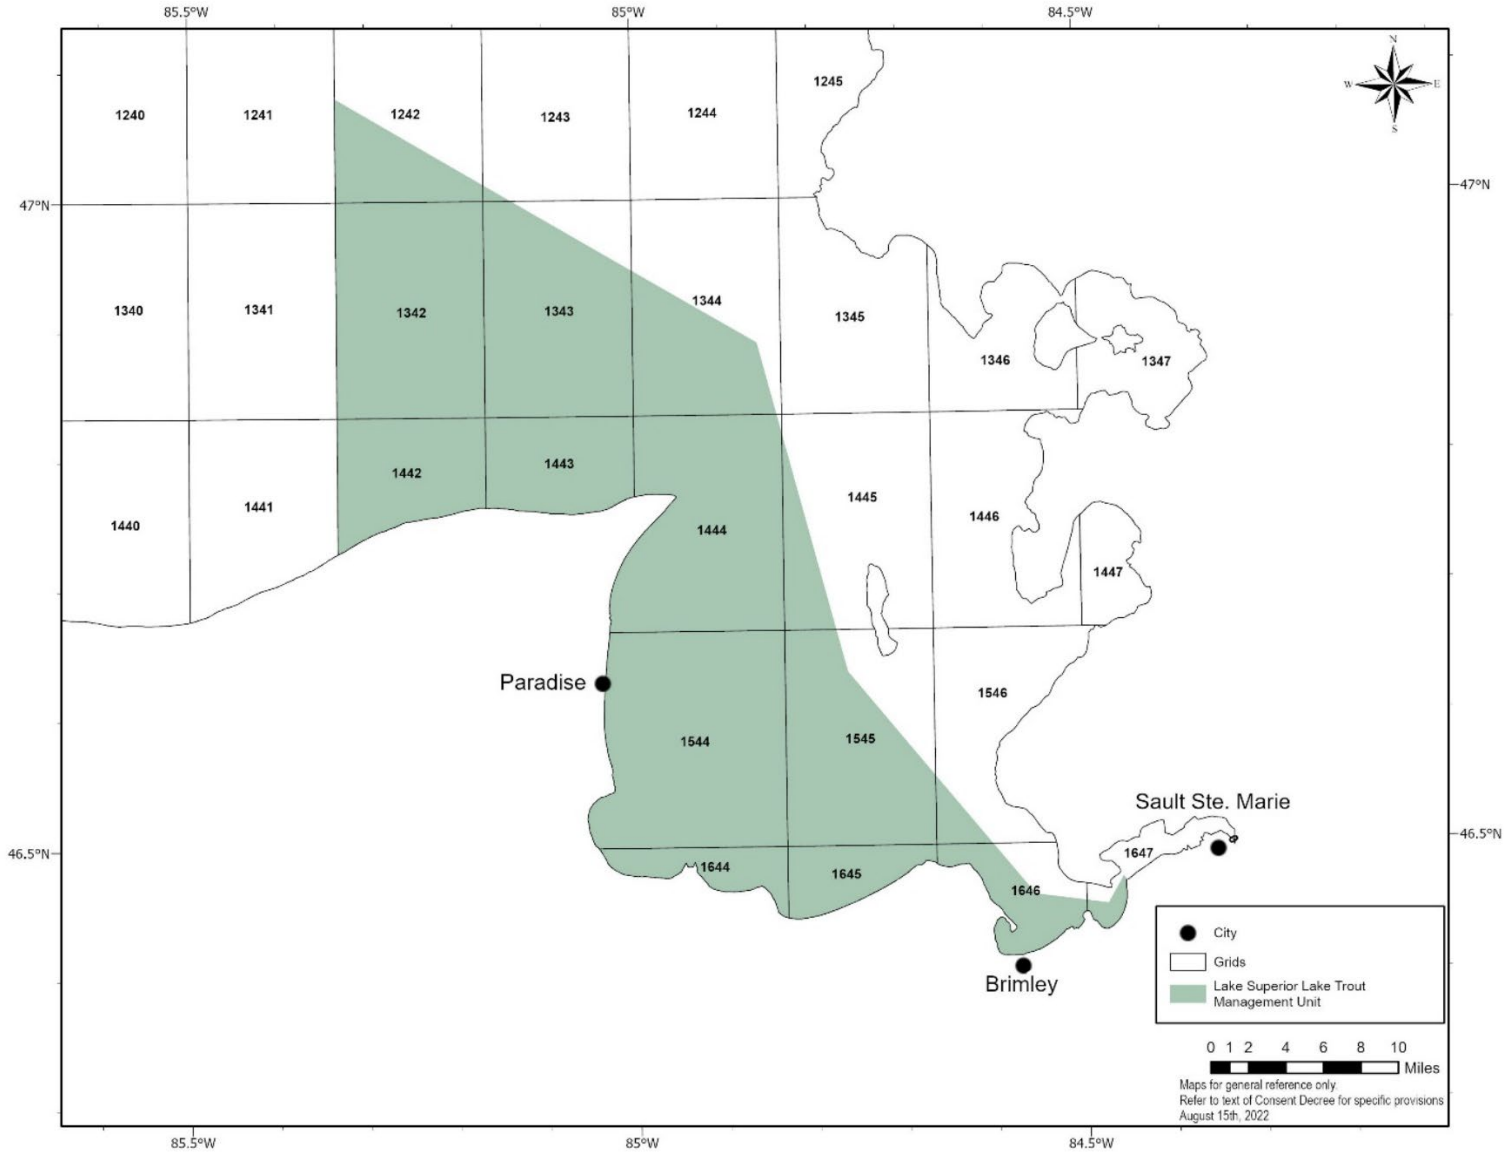 85.5°W 85°W 84.5°W
N
W E
S
1245
1240 1241 1242 1243 1244
47°N 47°N
1340 1341 1342 1343 1344 1345
1346 1347
1442 1443
1440 1441 1444 1445 1446
1447
Paradise
1546
1544 1545
Sault Ste. Marie
46.5°N 46.5°N
1644 1645 1646 1647
Brimley
City
Grids
Lake Superior Lake Trout
Management Unit
0 1 2 4 6 8 10
Miles
Maps for general reference only.
Refer to text of Consent Decree for specific provisions
August 15th, 2022
85.5°W 85°W 84.5°W